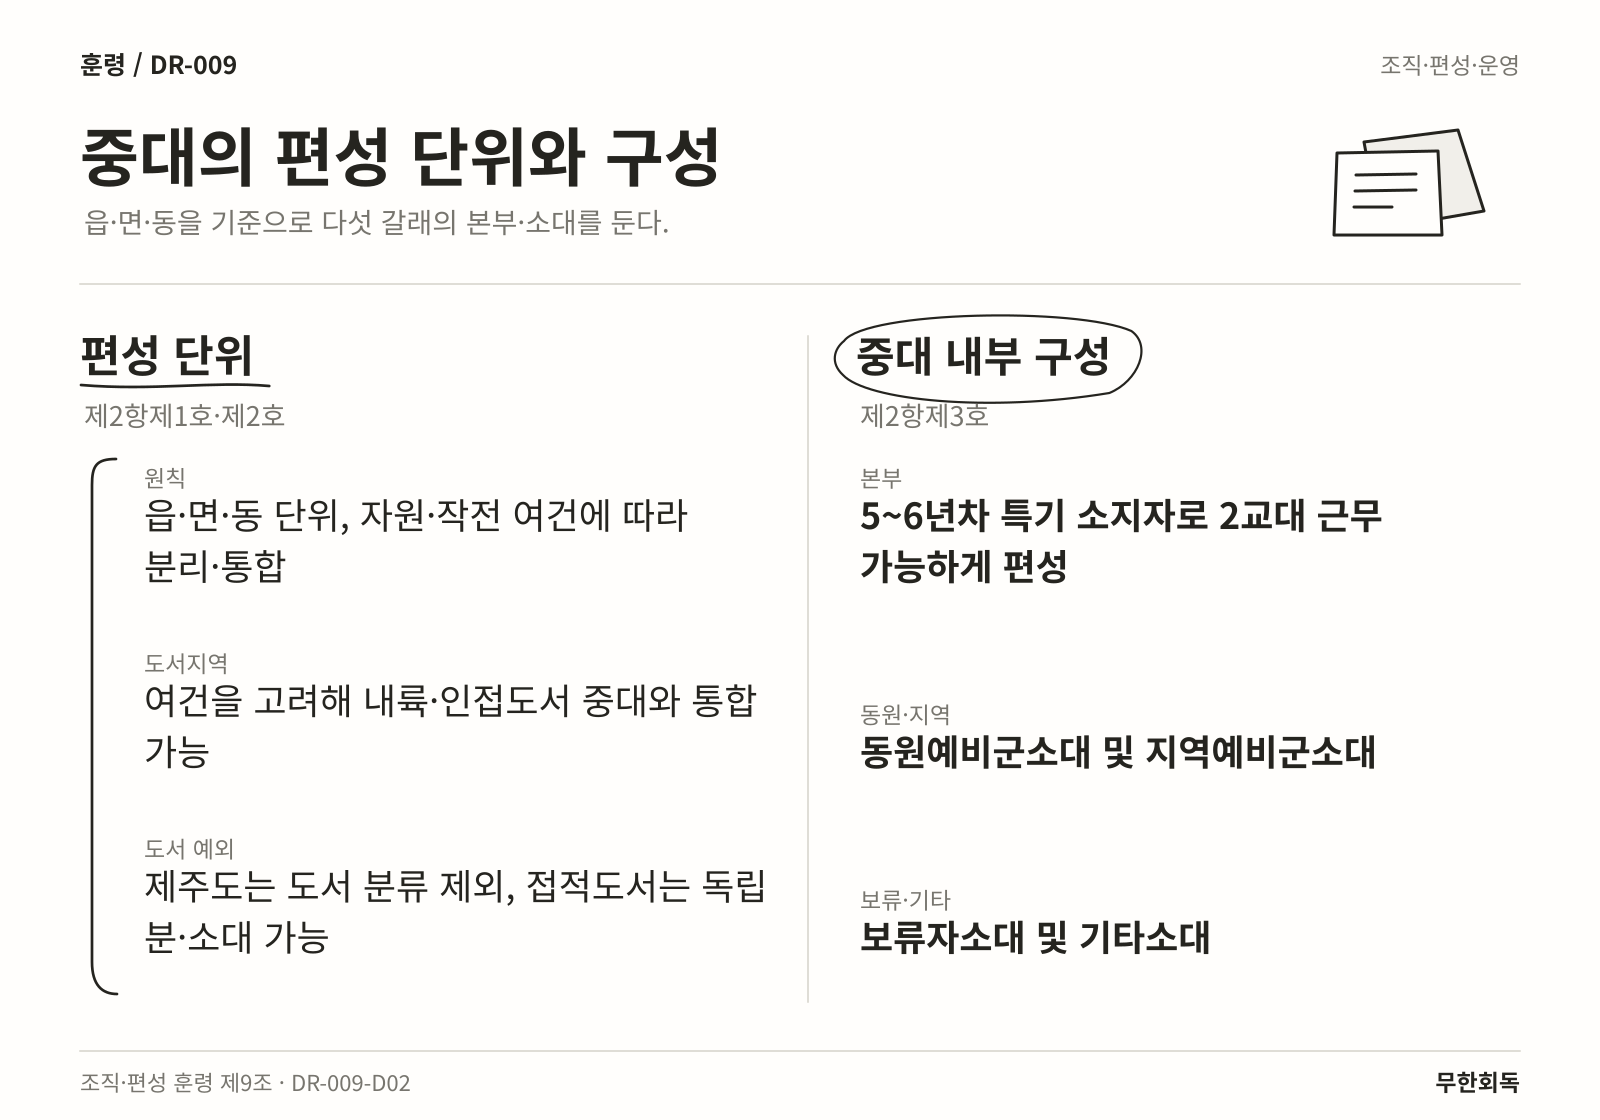 훈령 / DR-009
조직·편성·운영
중대의 편성 단위와 구성
읍·면·동을 기준으로 다섯 갈래의 본부·소대를 둔다.
편성 단위
제2항제1호·제2호
원칙
읍·면·동 단위, 자원·작전 여건에 따라
분리·통합
도서지역
여건을 고려해 내륙·인접도서 중대와 통합
가능
도서 예외
제주도는 도서 분류 제외, 접적도서는 독립
분·소대 가능
중대 내부 구성
제2항제3호
본부
5~6년차 특기 소지자로 2교대 근무
가능하게 편성
동원·지역
동원예비군소대 및 지역예비군소대
보류·기타
보류자소대 및 기타소대
조직·편성 훈령 제9조 · DR-009-D02
무한회독